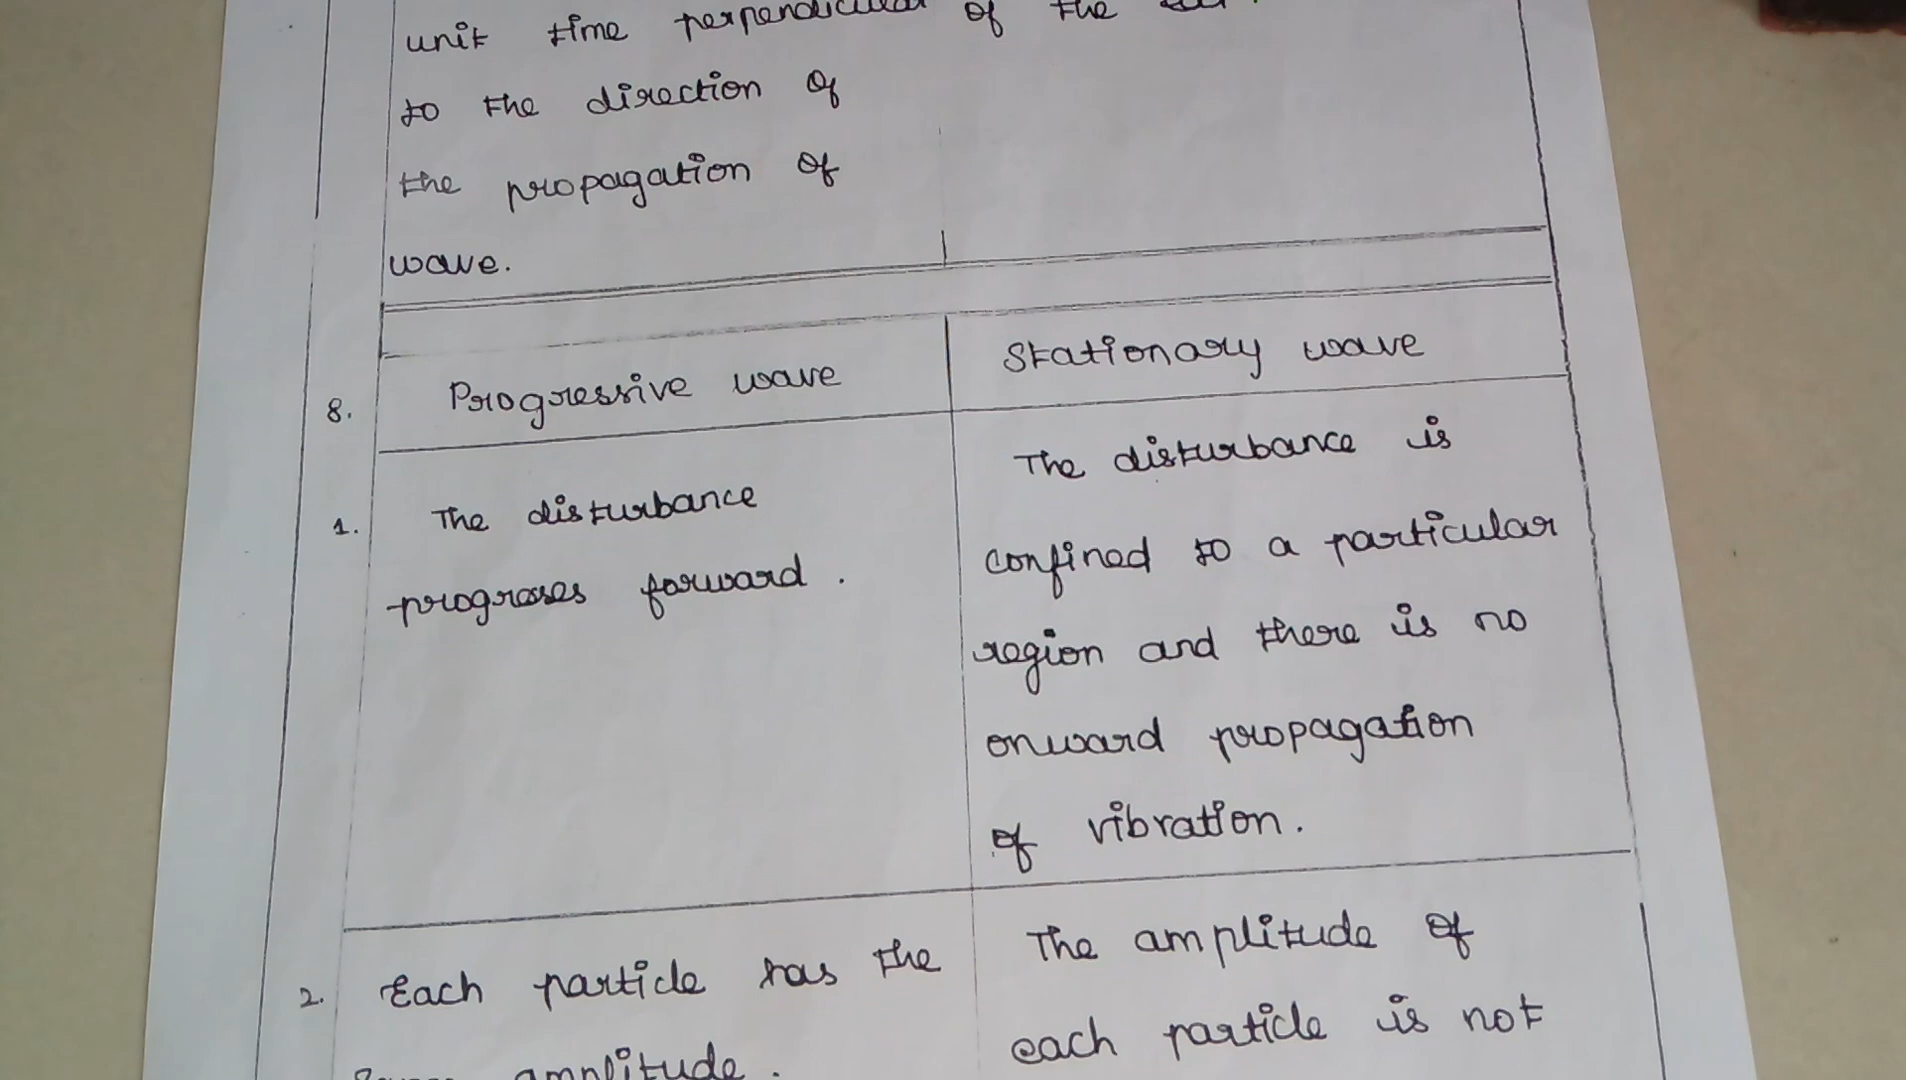 unit time perpendicular of the
to the direction of
the propagation of
wave.
8. Progressive wave Stationary wave
1. The disturbance
progresses forward.
The disturbance is
confined to a particular
region and there is no
onward propagation
of vibration.
2. Each particle has the
amplitude.
The amplitude of
each particle is not